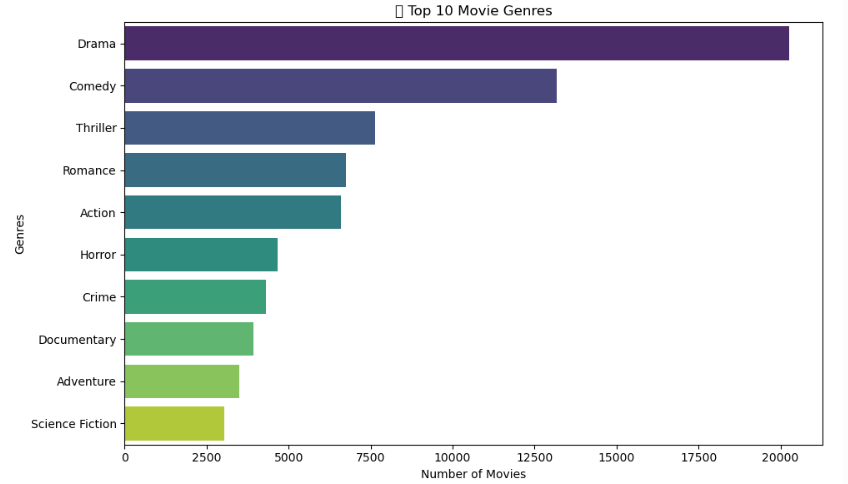 Top 10 Movie Genres
Drama
Comedy
Thriller
Romance
Action
Horror
Crime
Documentary
Adventure
Science Fiction
Genres
0 2500 5000 7500 10000 12500 15000 17500 20000
Number of Movies